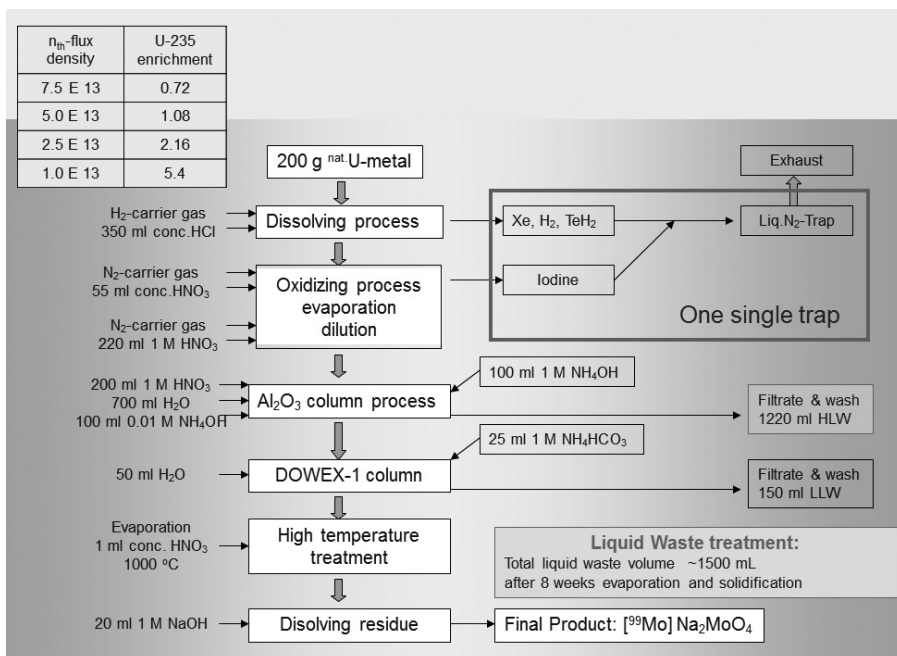 nth-flux density
U-235 enrichment
7.5 E 13
0.72
5.0 E 13
1.08
2.5 E 13
2.16
1.0 E 13
5.4
200 g nat.U-metal
Exhaust
H2-carrier gas
350 ml conc.HCl
Dissolving process
Xe, H2, TeH2
Liq.N2-Trap
N2-carrier gas
55 ml conc.HNO3
N2-carrier gas
220 ml 1 M HNO3
Oxidizing process
evaporation
dilution
Iodine
One single trap
100 ml 1 M NH4OH
200 ml 1 M HNO3
700 ml H2O
100 ml 0.01 M NH4OH
Al2O3 column process
Filtrate & wash
1220 ml HLW
25 ml 1 M NH4HCO3
50 ml H2O
DOWEX-1 column
Filtrate & wash
150 ml LLW
Evaporation
1 ml conc. HNO3
1000 oC
High temperature
treatment
Liquid Waste treatment:
Total liquid waste volume ~1500 mL
after 8 weeks evaporation and solidification
20 ml 1 M NaOH
Disolving residue
Final Product: [99Mo] Na2MoO4